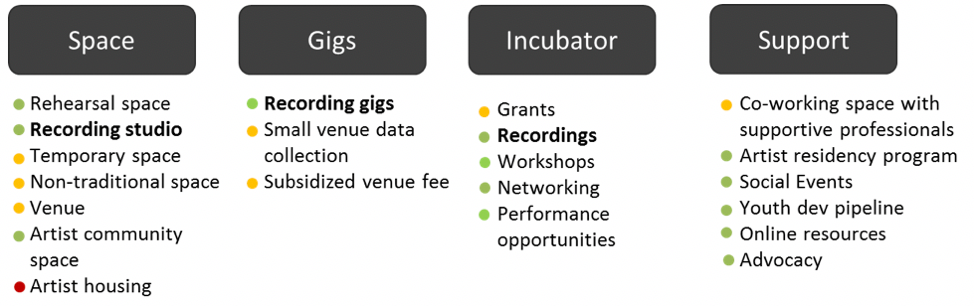 Space
Rehearsal space
Recording studio
Temporary space
Non-traditional space
Venue
Artist community
space
Artist housing
Gigs
Recording gigs
Small venue data
collection
Subsidized venue fee
Incubator
Grants
Recordings
Workshops
Networking
Performance
opportunities
Support
Co-working space with
supportive professionals
Artist residency program
Social Events
Youth dev pipeline
Online resources
Advocacy